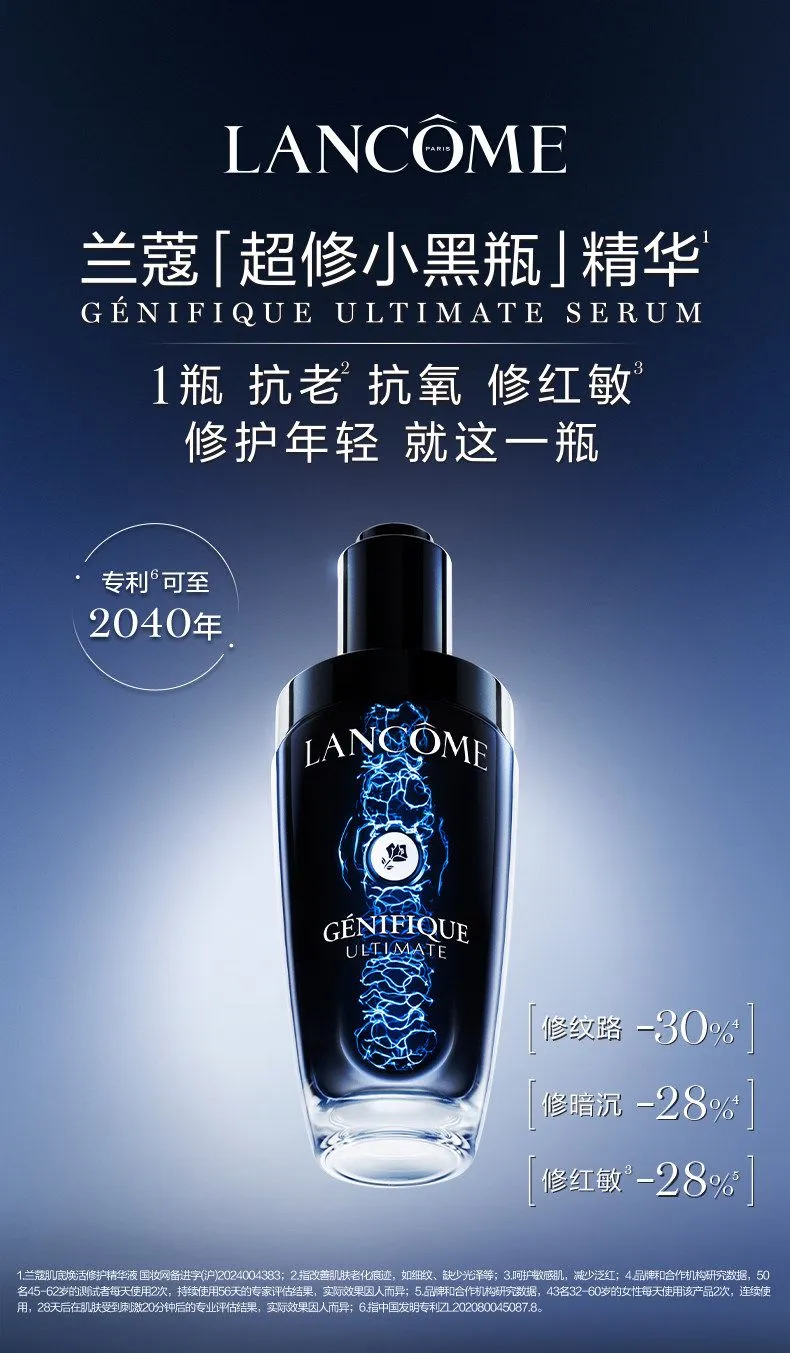 LANCÔME
PARIS
兰蔻「超修小黑瓶」精华1
GÉNIFIQUE ULTIMATE SERUM
1瓶 抗老2 抗氧 修红敏3
修护年轻 就这一瓶
专利6可至
2040年
LANCÔME
GÉNIFIQUE
ULTIMATE
修纹路 -30%4
修暗沉 -28%4
修红敏3 -28%5
1.兰蔻肌底焕活修护精华液 国妆网备进字(沪)2024004383；2.指改善肌肤老化痕迹，如细纹、缺少光泽等；3.呵护敏感肌，减少泛红；4.品牌和合作机构研究数据，50
名45-62岁的测试者每天使用2次，持续使用56天的专家评估结果，实际效果因人而异；5.品牌和合作机构研究数据，43名32-60岁的女性每天使用该产品2次，连续使
用，28天后在肌肤受到刺激20分钟后的专业评估结果，实际效果因人而异；6.指中国发明专利ZL202080045087.8。